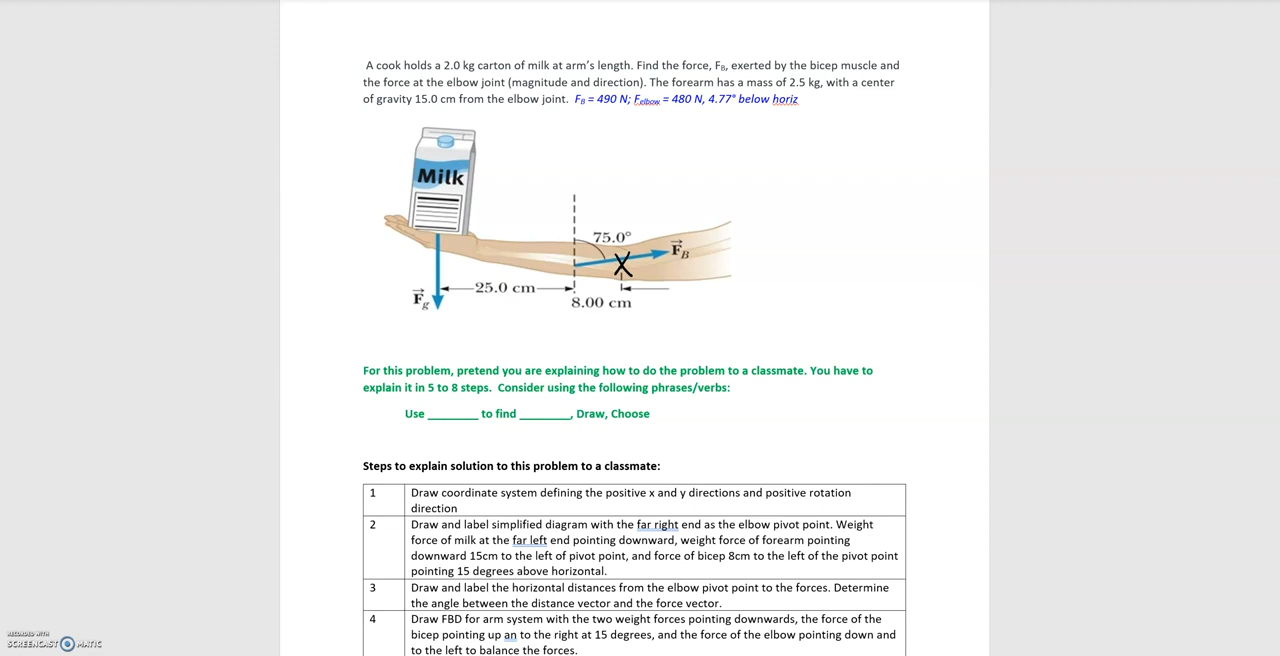 A cook holds a 2.0 kg carton of milk at arm's length. Find the force, FB, exerted by the bicep muscle and
the force at the elbow joint (magnitude and direction). The forearm has a mass of 2.5 kg, with a center
of gravity 15.0 cm from the elbow joint. FB = 490 N; Felbow = 480 N, 4.77° below horiz
Milk
75.0°
FB
25.0 cm
Fg
8.00 cm
X
For this problem, pretend you are explaining how to do the problem to a classmate. You have to
explain it in 5 to 8 steps. Consider using the following phrases/verbs:
Use ________ to find ________, Draw, Choose
Steps to explain solution to this problem to a classmate:
1 Draw coordinate system defining the positive x and y directions and positive rotation
direction
2 Draw and label simplified diagram with the far right end as the elbow pivot point. Weight
force of milk at the far left end pointing downward, weight force of forearm pointing
downward 15cm to the left of pivot point, and force of bicep 8cm to the left of the pivot point
pointing 15 degrees above horizontal.
3 Draw and label the horizontal distances from the elbow pivot point to the forces. Determine
the angle between the distance vector and the force vector.
4 Draw FBD for arm system with the two weight forces pointing downwards, the force of the
bicep pointing up an to the right at 15 degrees, and the force of the elbow pointing down and
to the left to balance the forces.
RECORDED WITH
SCREENCAST MATIC